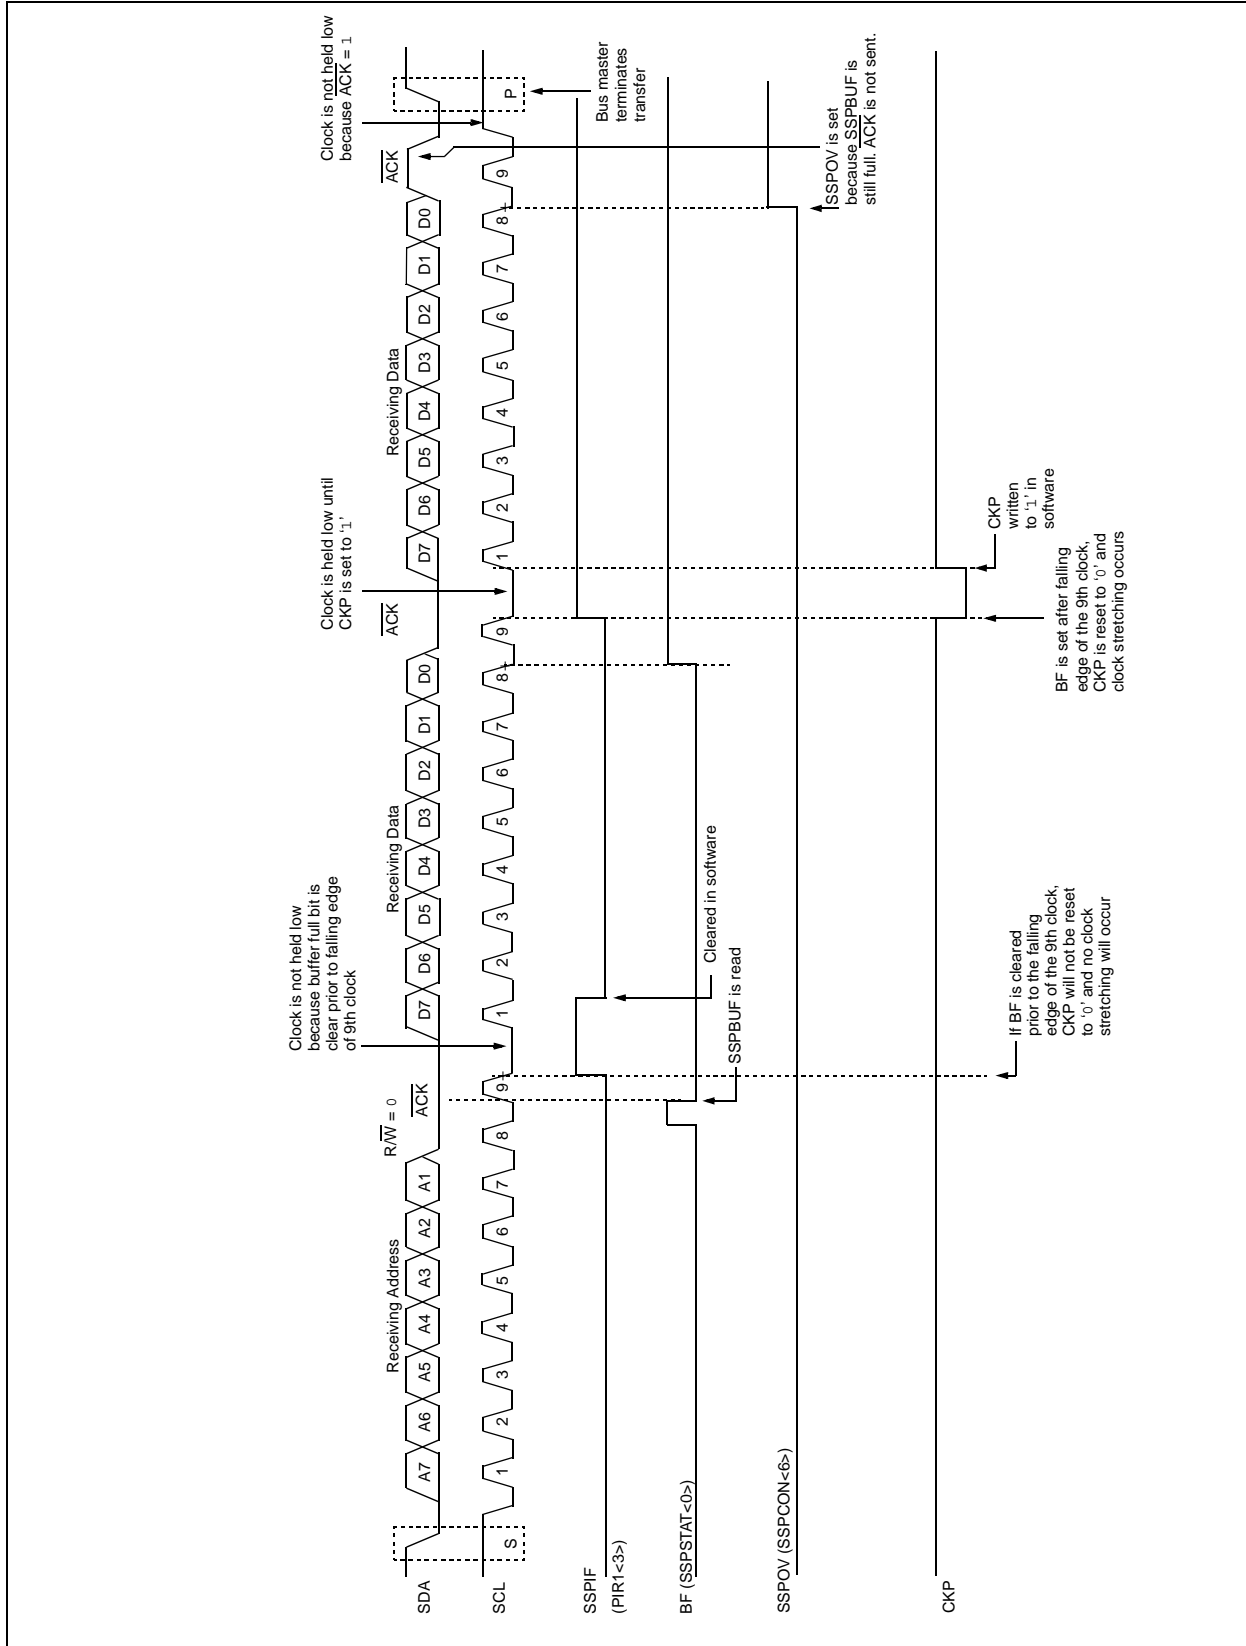 Clock is not held low
because ACK = 1
Clock is held low until
CKP is set to ‘1’
Clock is not held low
because buffer full bit is
clear prior to falling edge
of 9th clock
Receiving Address
R/W = 0
ACK
Receiving Data
ACK
Receiving Data
ACK
SDA
A7 A6 A5 A4 A3 A2 A1
D7 D6 D5 D4 D3 D2 D1 D0
D7 D6 D5 D4 D3 D2 D1 D0
SCL
S
1 2 3 4 5 6 7 8 9
1 2 3 4 5 6 7 8 9
1 2 3 4 5 6 7 8 9
P
SSPIF
(PIR1<3>)
Cleared in software
Bus master
terminates
transfer
BF (SSPSTAT<0>)
SSPBUF is read
SSPOV (SSPCON<6>)
SSPOV is set
because SSPBUF is
still full. ACK is not sent.
CKP
CKP
written
to ‘1’ in
software
If BF is cleared
prior to the falling
edge of the 9th clock,
CKP will not be reset
to ‘0’ and no clock
stretching will occur
BF is set after falling
edge of the 9th clock,
CKP is reset to ‘0’ and
clock stretching occurs